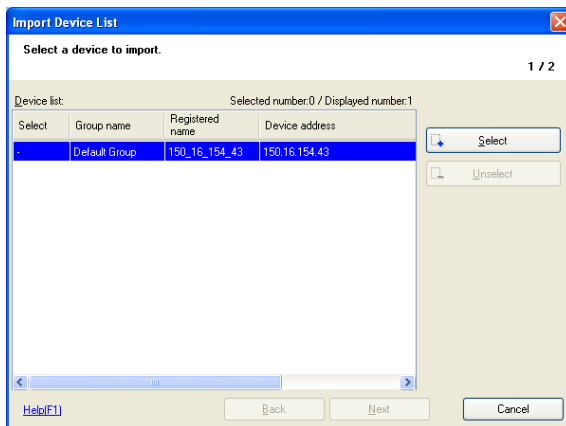 Import Device List
Select a device to import.
1 / 2
Device list: Selected number:0 / Displayed number:1
Select Group name Registered name Device address
- Default Group 150_16_154_43 150.16.154.43
Select
Unselect
Help(F1) Back Next Cancel